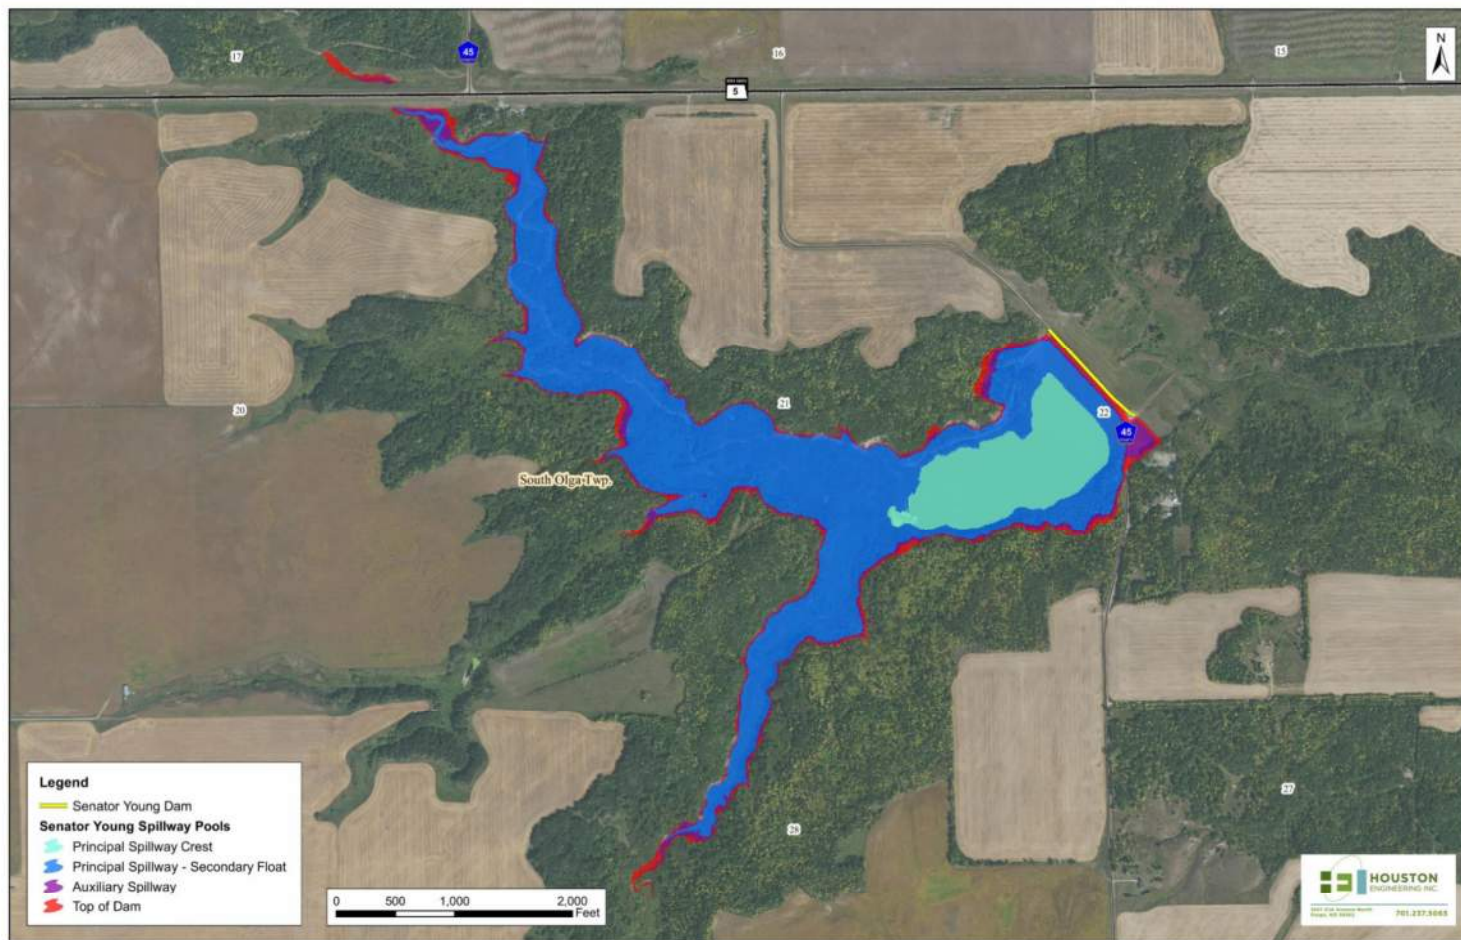 17
45
16
15
N
5
20
21
22
45
South Olga Twp.
28
27
Legend
Senator Young Dam
Senator Young Spillway Pools
Principal Spillway Crest
Principal Spillway - Secondary Float
Auxiliary Spillway
Top of Dam
0 500 1,000 2,000
Feet
HOUSTON
ENGINEERING INC.
701.237.5065